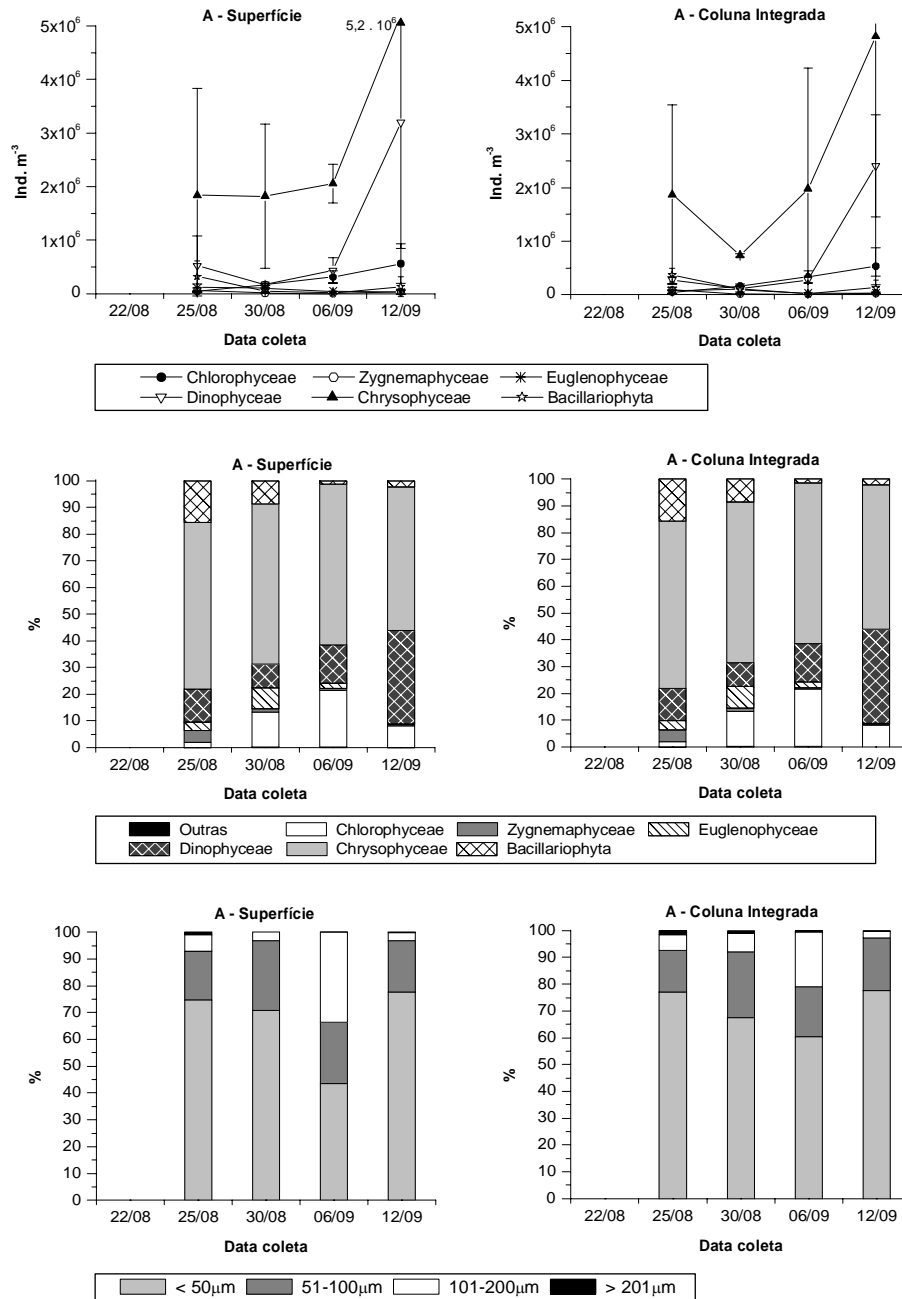 A - Superfície
A - Coluna Integrada
5x10⁶
4x10⁶
3x10⁶
2x10⁶
1x10⁶
0
Ind. m⁻³
5,2 . 10⁶
22/08 25/08 30/08 06/09 12/09
Data coleta
5x10⁶
4x10⁶
3x10⁶
2x10⁶
1x10⁶
0
Ind. m⁻³
22/08 25/08 30/08 06/09 12/09
Data coleta
Chlorophyceae Zygnemaphyceae Euglenophyceae
Dinophyceae Chrysophyceae Bacillariophyta
A - Superfície
A - Coluna Integrada
100
90
80
70
60
50
40
30
20
10
0
%
22/08 25/08 30/08 06/09 12/09
Data coleta
100
90
80
70
60
50
40
30
20
10
0
%
22/08 25/08 30/08 06/09 12/09
Data coleta
Outras Chlorophyceae Zygnemaphyceae Euglenophyceae
Dinophyceae Chrysophyceae Bacillariophyta
A - Superfície
A - Coluna Integrada
100
90
80
70
60
50
40
30
20
10
0
%
22/08 25/08 30/08 06/09 12/09
Data coleta
100
90
80
70
60
50
40
30
20
10
0
%
22/08 25/08 30/08 06/09 12/09
Data coleta
< 50µm 51-100µm 101-200µm > 201µm